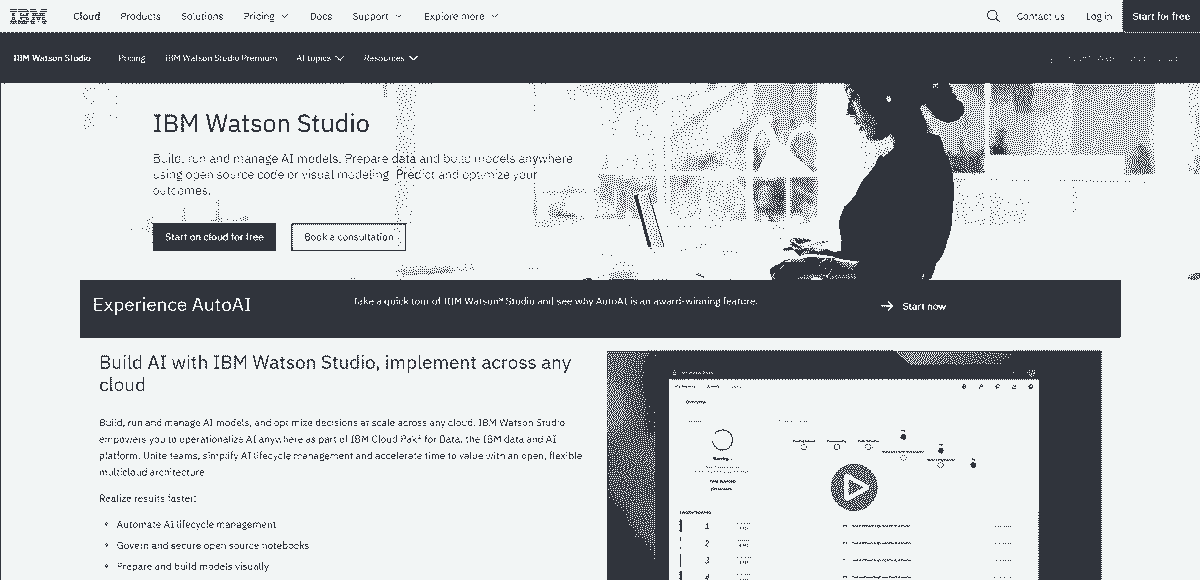 IBM
Cloud Products Solutions Pricing Docs Support Explore more Contact us Log in Start for free
IBM Watson Studio Pricing IBM Watson Studio Premium AI topics Resources
IBM Watson Studio
Build, run and manage AI models. Prepare data and build models anywhere
using open source code or visual modeling. Predict and optimize your
outcomes.
Start on cloud for free Book a consultation
Experience AutoAI
Take a quick tour of IBM Watson® Studio and see why AutoAI is an award-winning feature.
Start now
Build AI with IBM Watson Studio, implement across any
cloud
Build, run and manage AI models, and optimize decisions at scale across any cloud. IBM Watson Studio
empowers you to operationalize AI anywhere as part of IBM Cloud Pak® for Data, the IBM data and AI
platform. Unite teams, simplify AI lifecycle management and accelerate time to value with an open, flexible
multicloud architecture.
Realize results faster:
Automate AI lifecycle management
Govern and secure open source notebooks
Prepare and build models visually
1
2
3
4